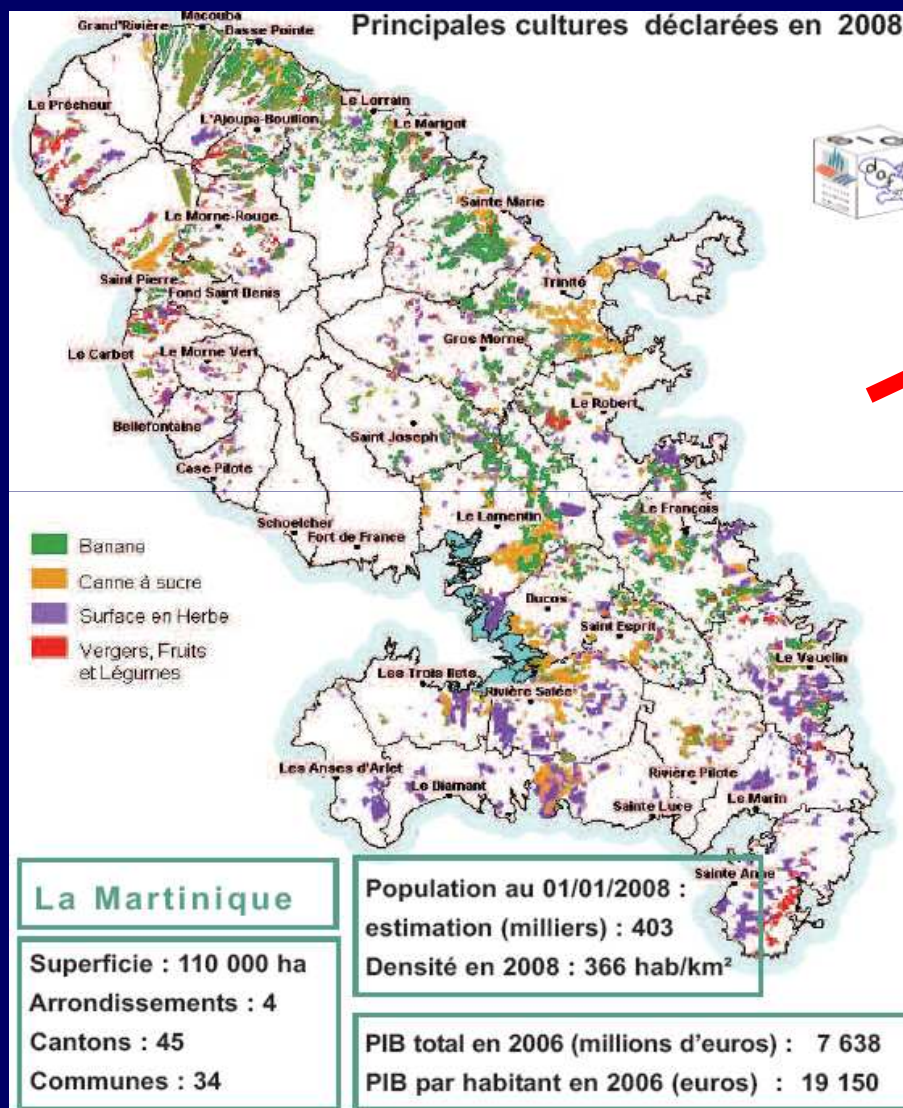 Principales cultures déclarées en 2008
Macouba
Grand'Rivière
Basse Pointe
Le Prêcheur
Le Lorrain
L'Ajoupa-Bouillon
Le Marigot
Le Morne-Rouge
Sainte Marie
Saint Pierre
Trinité
Fond Saint Denis
Gros Morne
Le Carbet
Le Morne Vert
Le Robert
Bellefontaine
Saint Joseph
Case Pilote
Le Lamentin
Le François
Schoelcher
Fort de France
Ducos
Saint Esprit
Le Vauclin
Les Trois Ilets
Rivière Salée
Les Anses d'Arlet
Le Diamant
Rivière Pilote
Sainte Luce
Le Marin
Sainte Anne
Banane
Canne à sucre
Surface en Herbe
Vergers, Fruits
et Légumes
La Martinique
Superficie : 110 000 ha
Arrondissements : 4
Cantons : 45
Communes : 34
Population au 01/01/2008 :
estimation (milliers) : 403
Densité en 2008 : 366 hab/km²
PIB total en 2006 (millions d'euros) : 7 638
PIB par habitant en 2006 (euros) : 19 150